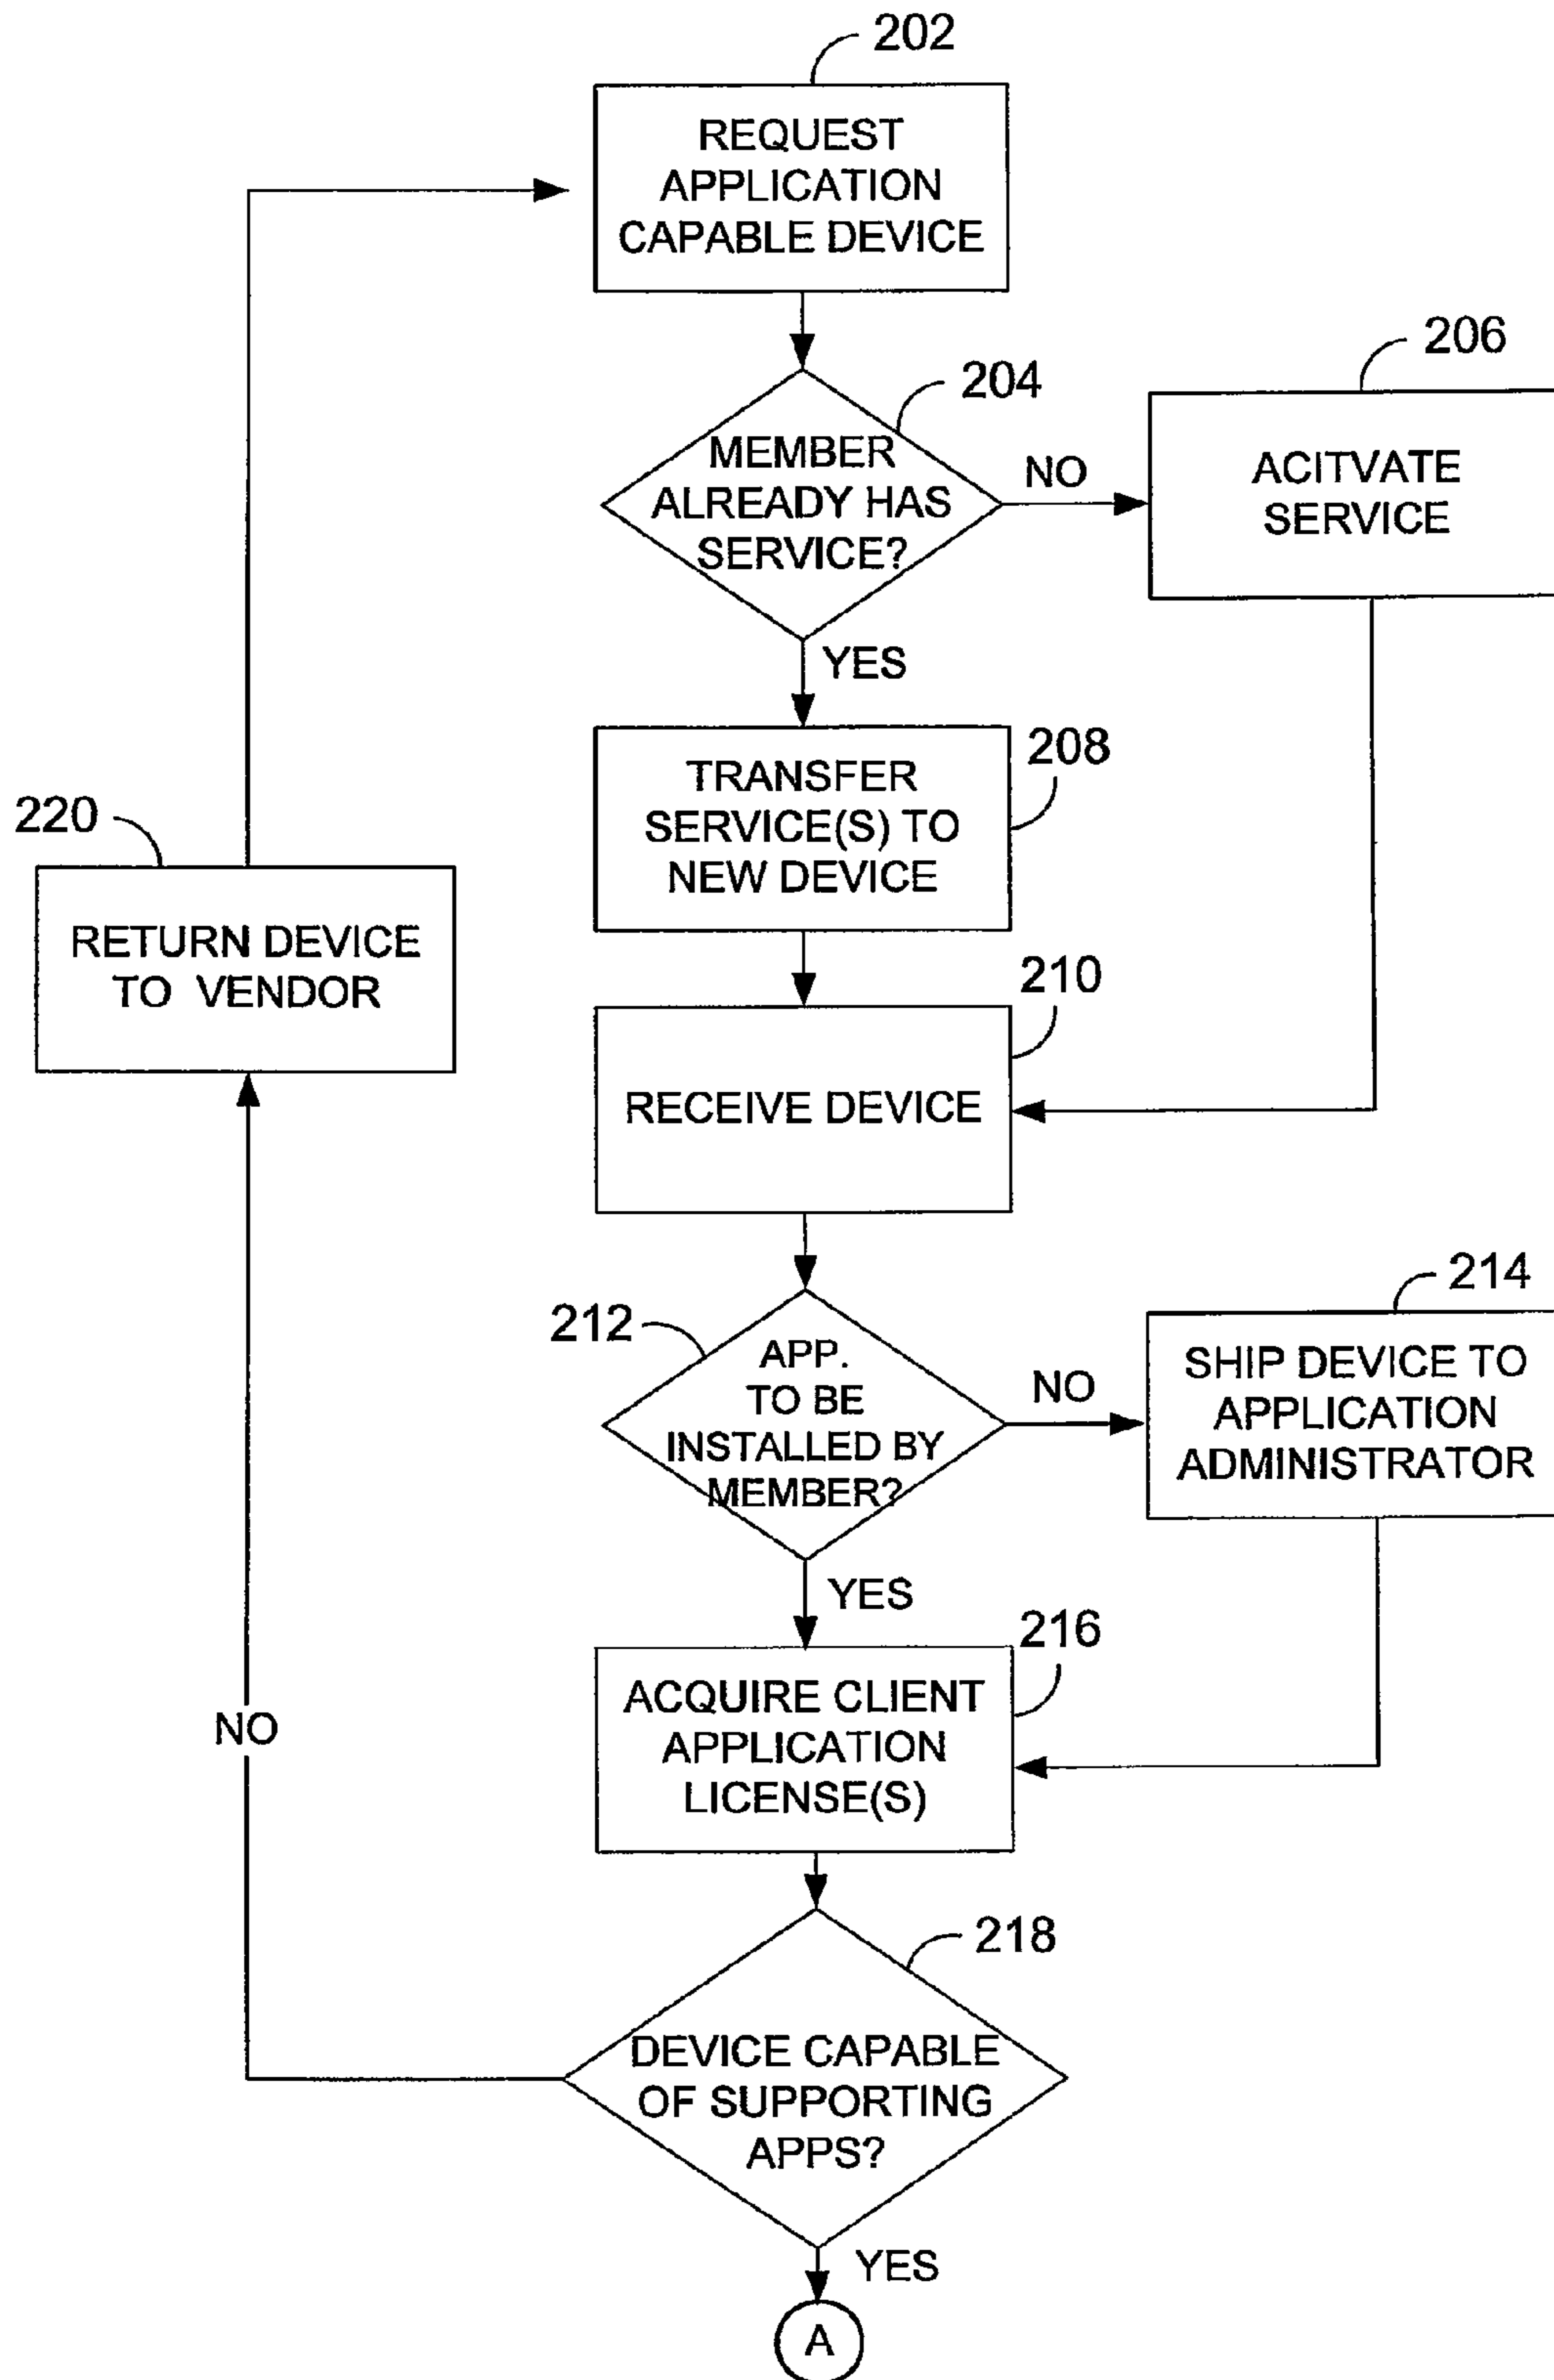 202
REQUEST
APPLICATION
CAPABLE DEVICE
204
MEMBER
ALREADY HAS
SERVICE?
NO
206
ACITVATE
SERVICE
YES
208
TRANSFER
SERVICE(S) TO
NEW DEVICE
220
RETURN DEVICE
TO VENDOR
210
RECEIVE DEVICE
212
APP.
TO BE
INSTALLED BY
MEMBER?
NO
214
SHIP DEVICE TO
APPLICATION
ADMINISTRATOR
YES
216
ACQUIRE CLIENT
APPLICATION
LICENSE(S)
NO
218
DEVICE CAPABLE
OF SUPPORTING
APPS?
YES
A